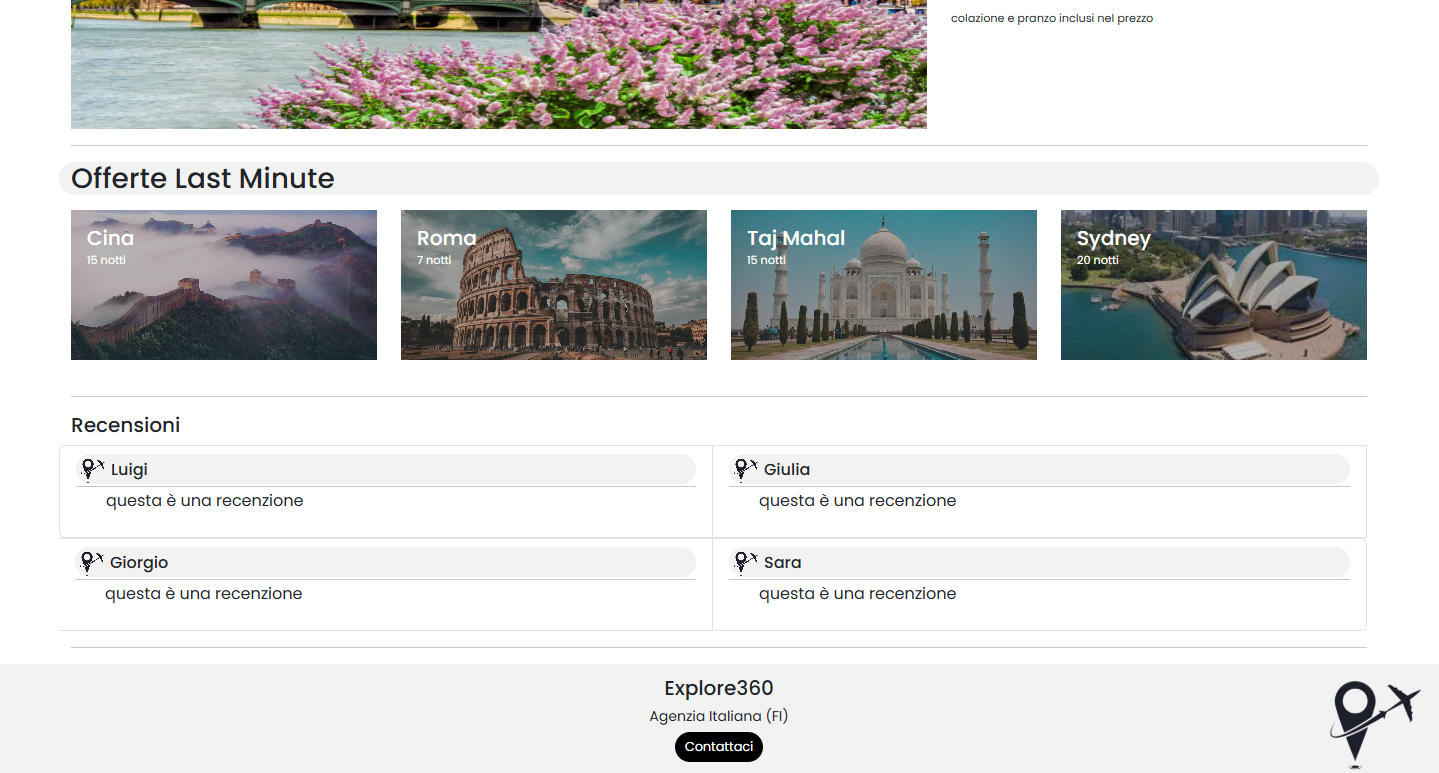 colazione e pranzo inclusi nel prezzo
Offerte Last Minute
Cina
15 notti
Roma
7 notti
Taj Mahal
15 notti
Sydney
20 notti
Recensioni
Luigi
questa è una recenzione
Giulia
questa è una recenzione
Giorgio
questa è una recenzione
Sara
questa è una recenzione
Explore360
Agenzia Italiana (FI)
Contattaci